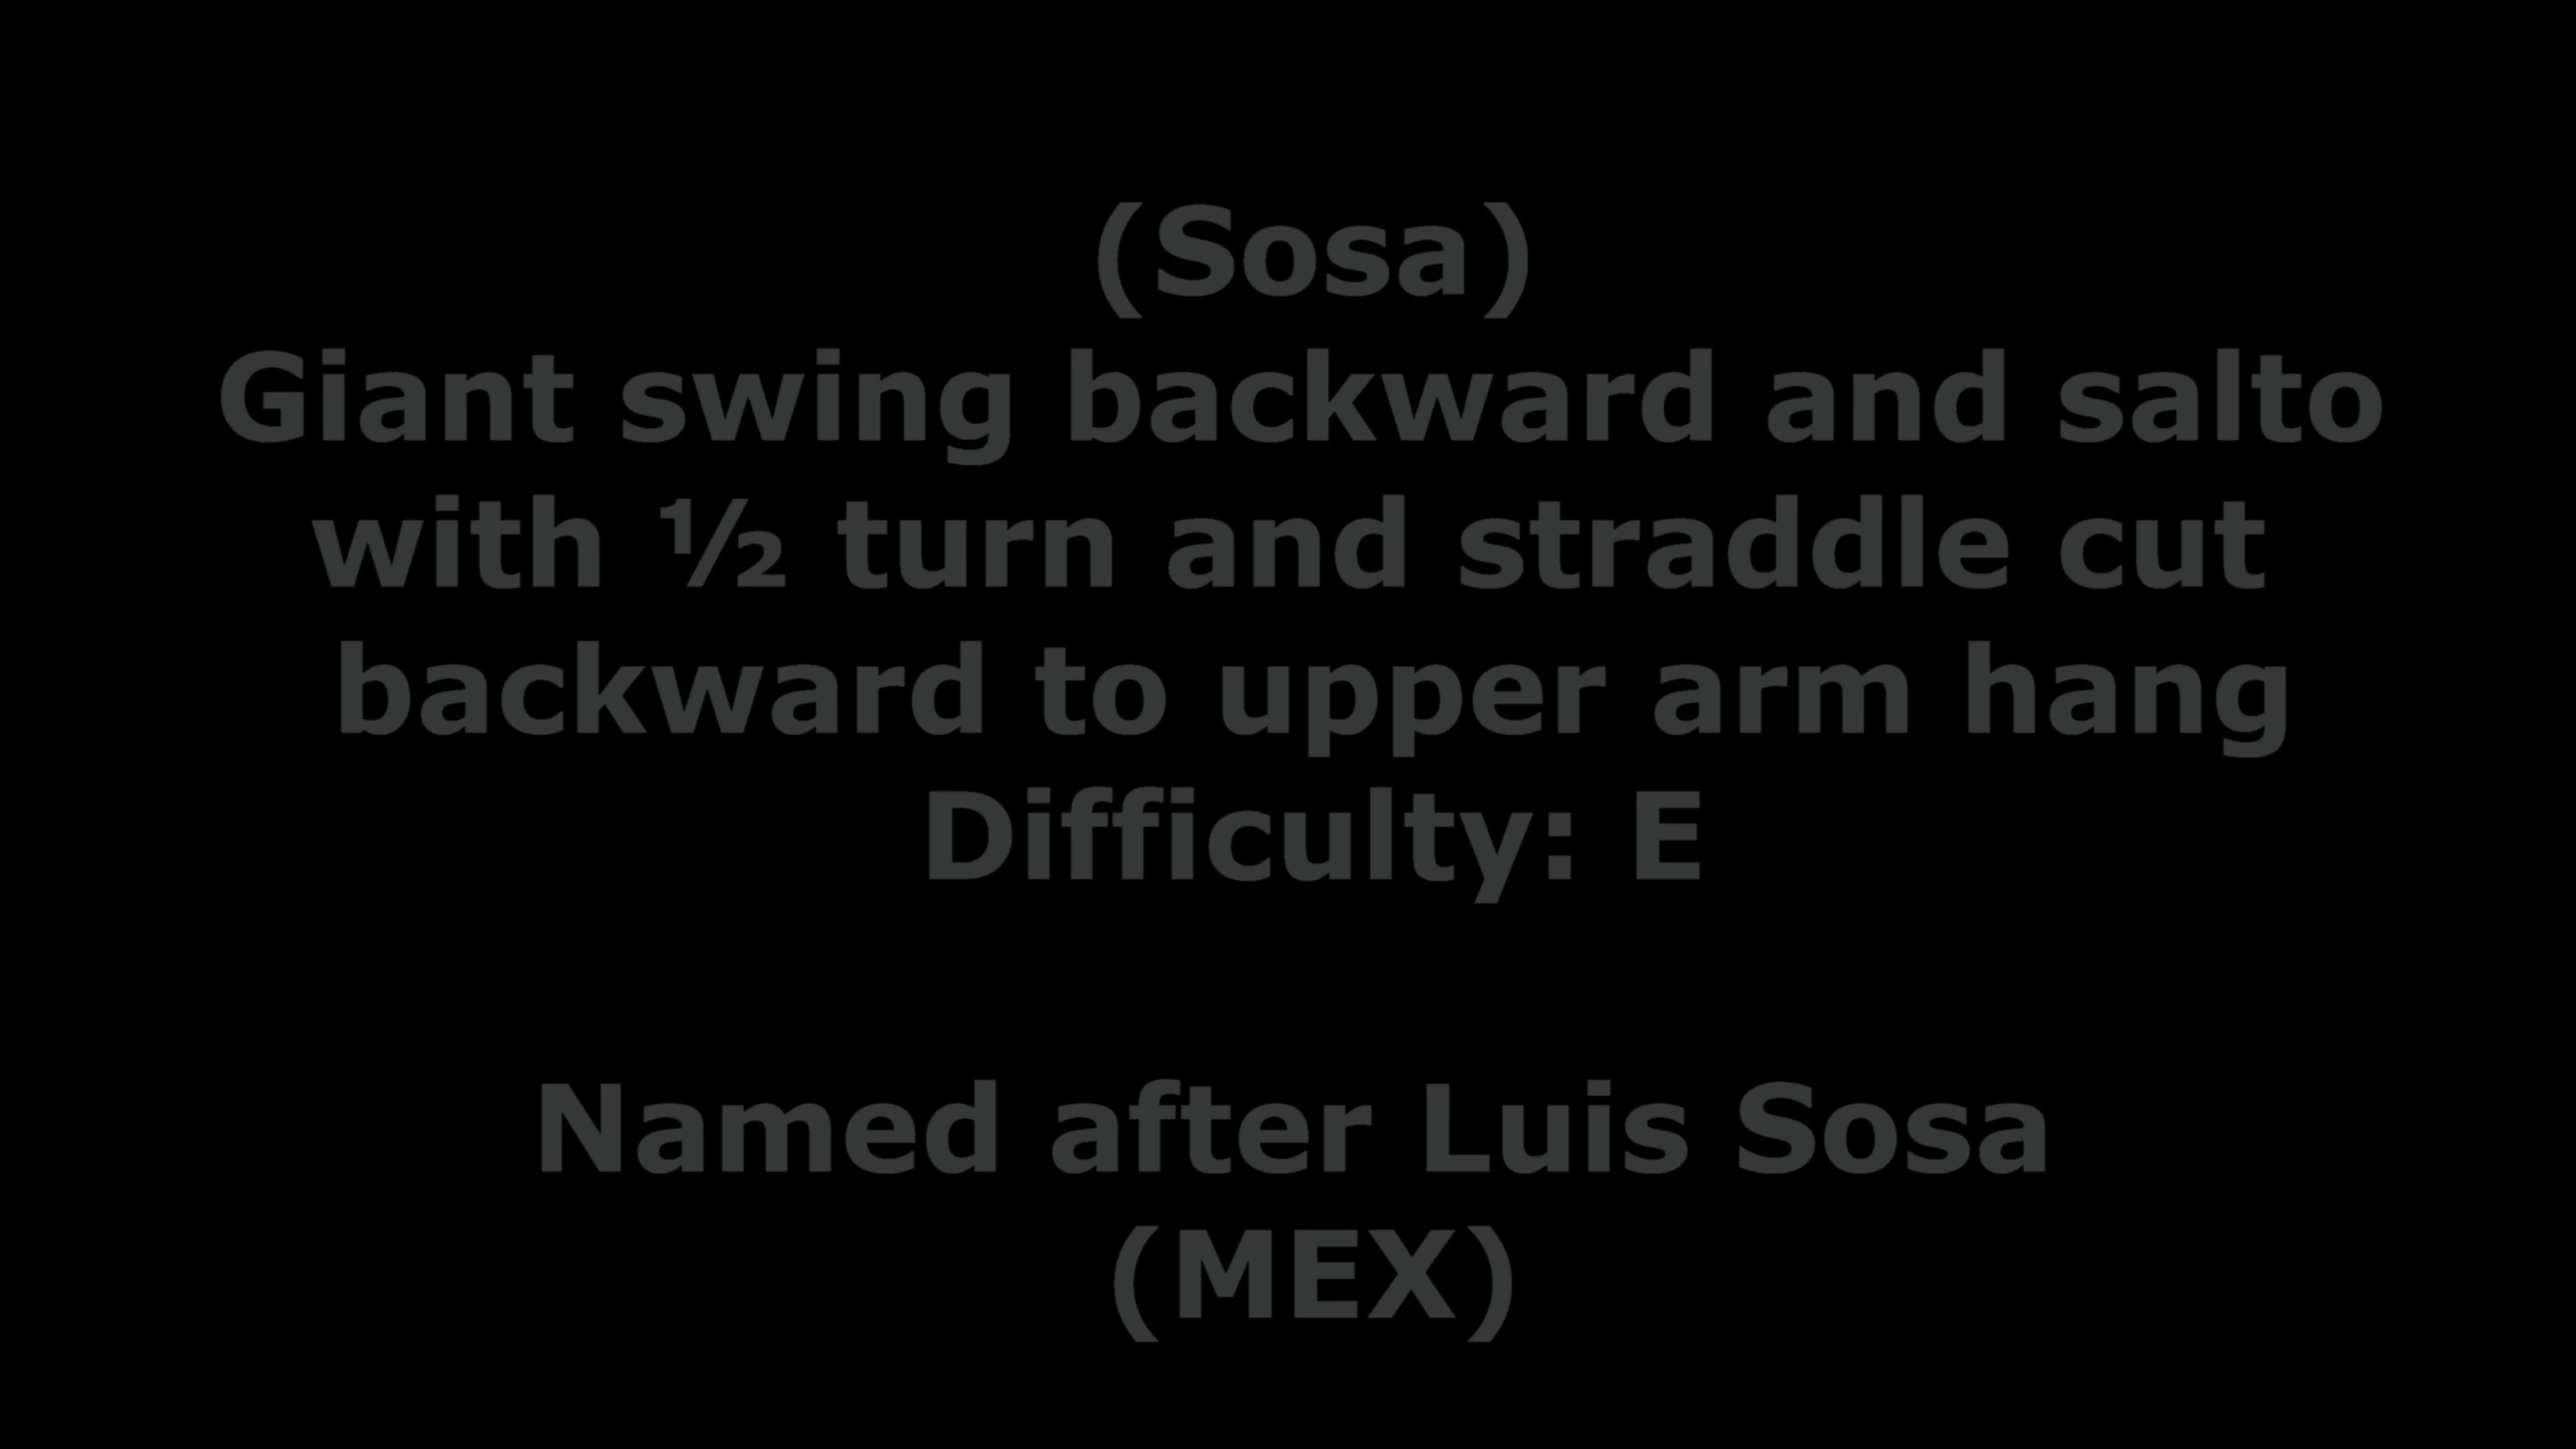 (Sosa)
Giant swing backward and salto
with ½ turn and straddle cut
backward to upper arm hang
Difficulty: E
Named after Luis Sosa
(MEX)